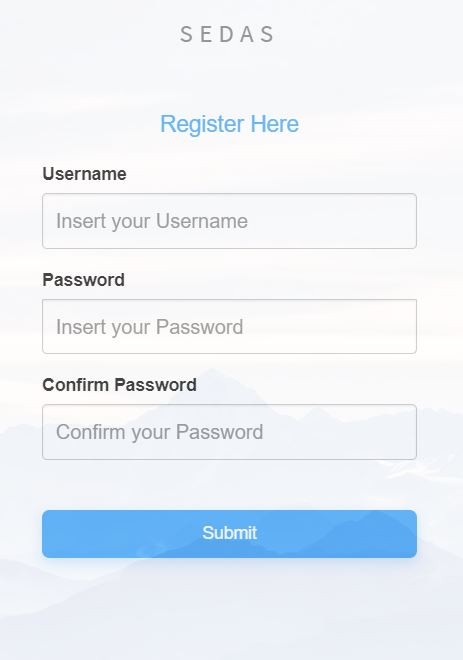 SEDAS
Register Here
Username
Insert your Username
Password
Insert your Password
Confirm Password
Confirm your Password
Submit